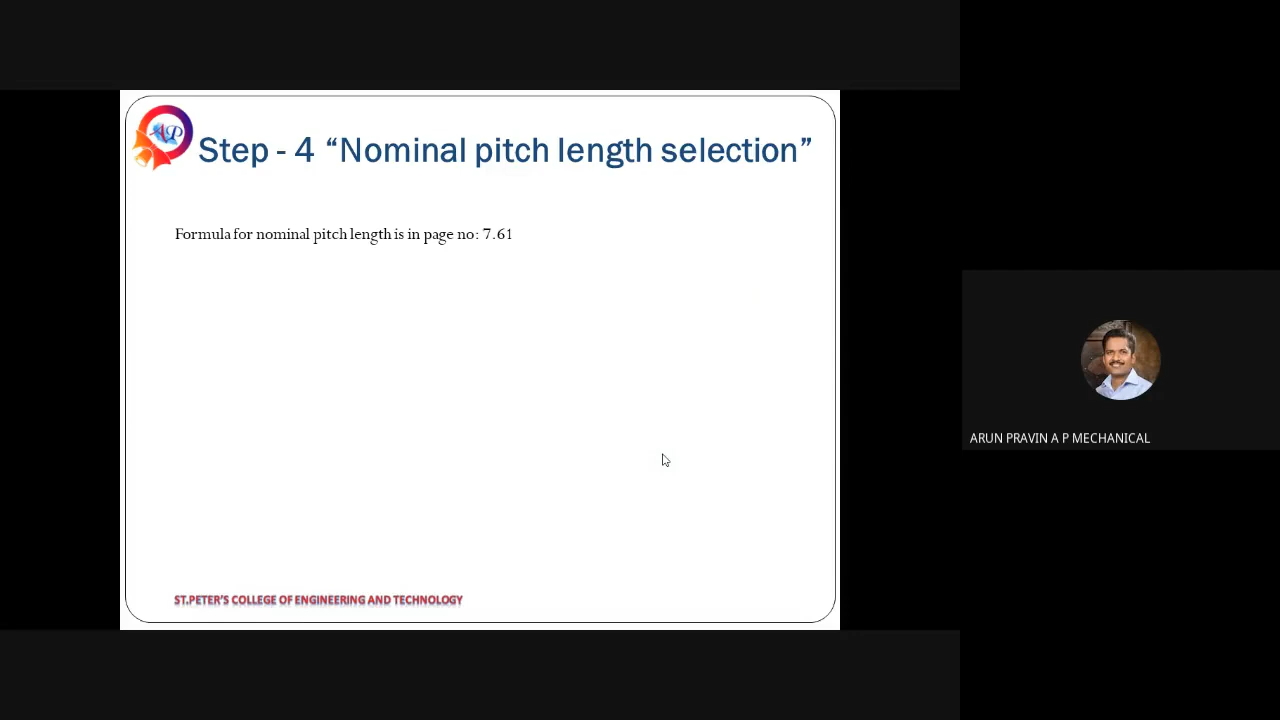 AP
Step - 4 “Nominal pitch length selection”
Formula for nominal pitch length is in page no: 7.61
ST.PETER'S COLLEGE OF ENGINEERING AND TECHNOLOGY
ARUN PRAVIN A P MECHANICAL